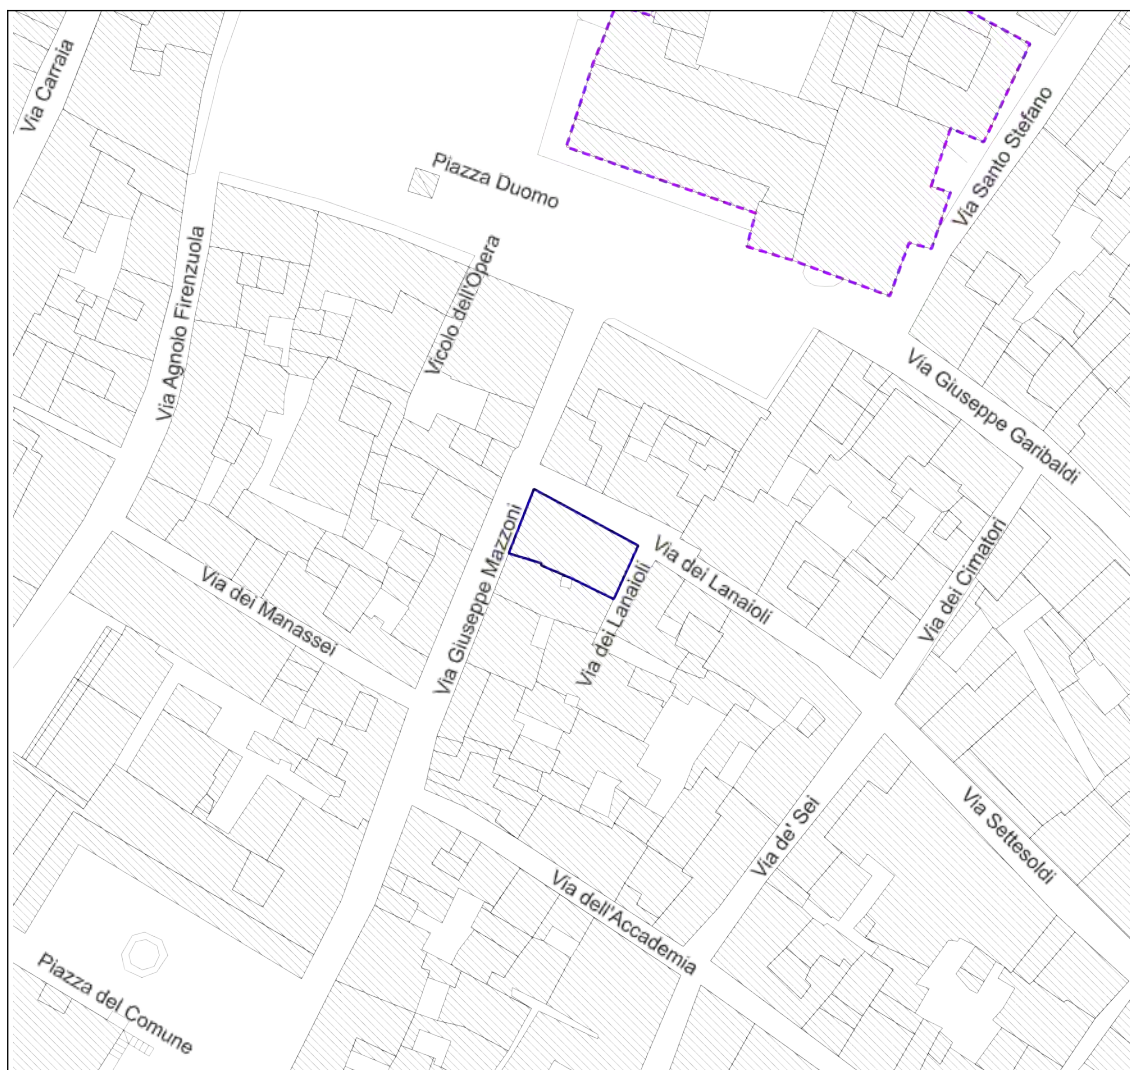 Via Carraia
Piazza Duomo
Via Santo Stefano
Via Agnolo Firenzuola
Vicolo dell'Opera
Via Giuseppe Garibaldi
Via Giuseppe Mazzoni
Via dei Lanaioli
Via dei Cimatori
Via dei Manassei
Via dei Lanaioli
Via de' Sei
Via Settesoldi
Via dell'Accademia
Piazza del Comune